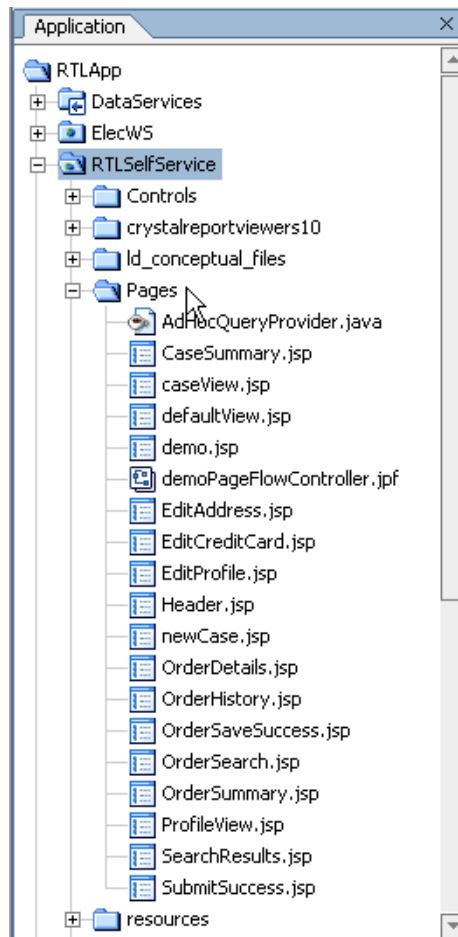 Application
RTLApp
DataServices
ElecWS
RTLSelfService
Controls
crystalreportviewers10
ld_conceptual_files
Pages
AdHocQueryProvider.java
CaseSummary.jsp
caseView.jsp
defaultView.jsp
demo.jsp
demoPageFlowController.jpf
EditAddress.jsp
EditCreditCard.jsp
EditProfile.jsp
Header.jsp
newCase.jsp
OrderDetails.jsp
OrderHistory.jsp
OrderSaveSuccess.jsp
OrderSearch.jsp
OrderSummary.jsp
ProfileView.jsp
SearchResults.jsp
SubmitSuccess.jsp
resources